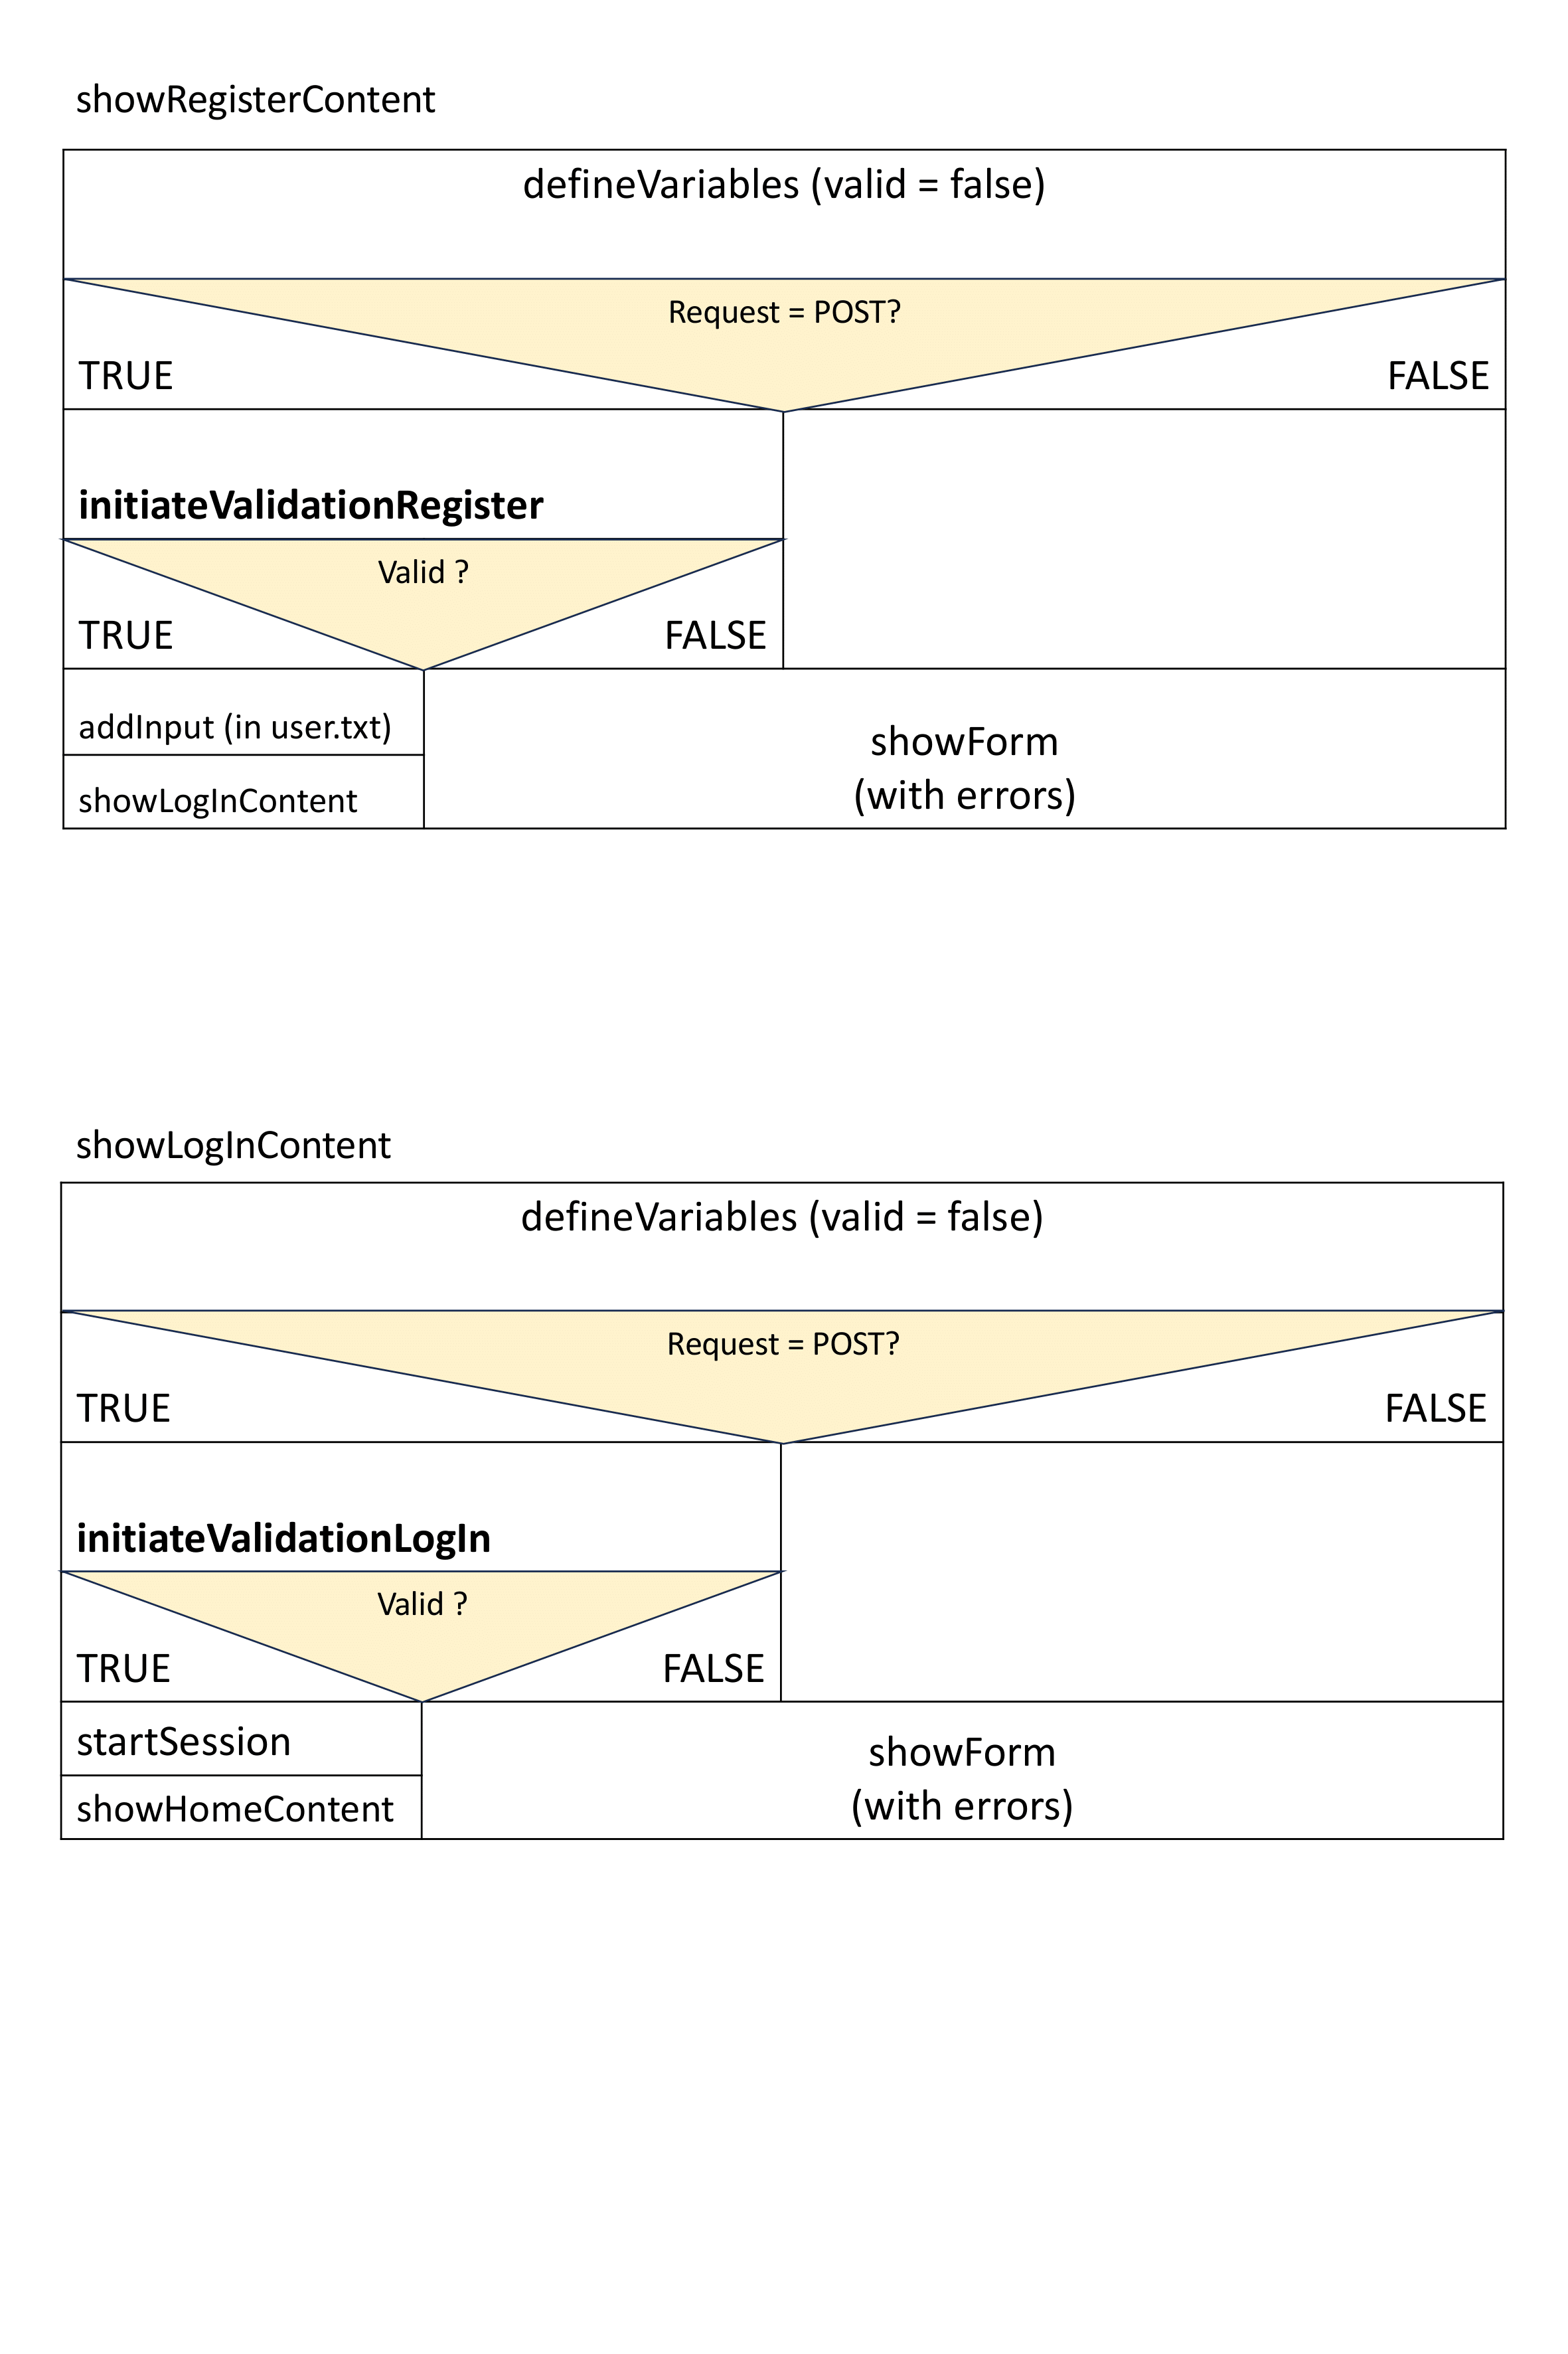 showRegisterContent
defineVariables (valid = false)
Request = POST?
TRUE
FALSE
initiateValidationRegister
Valid ?
TRUE
FALSE
addInput (in user.txt)
showLogInContent
showForm
(with errors)
showLogInContent
defineVariables (valid = false)
Request = POST?
TRUE
FALSE
initiateValidationLogIn
Valid ?
TRUE
FALSE
startSession
showHomeContent
showForm
(with errors)